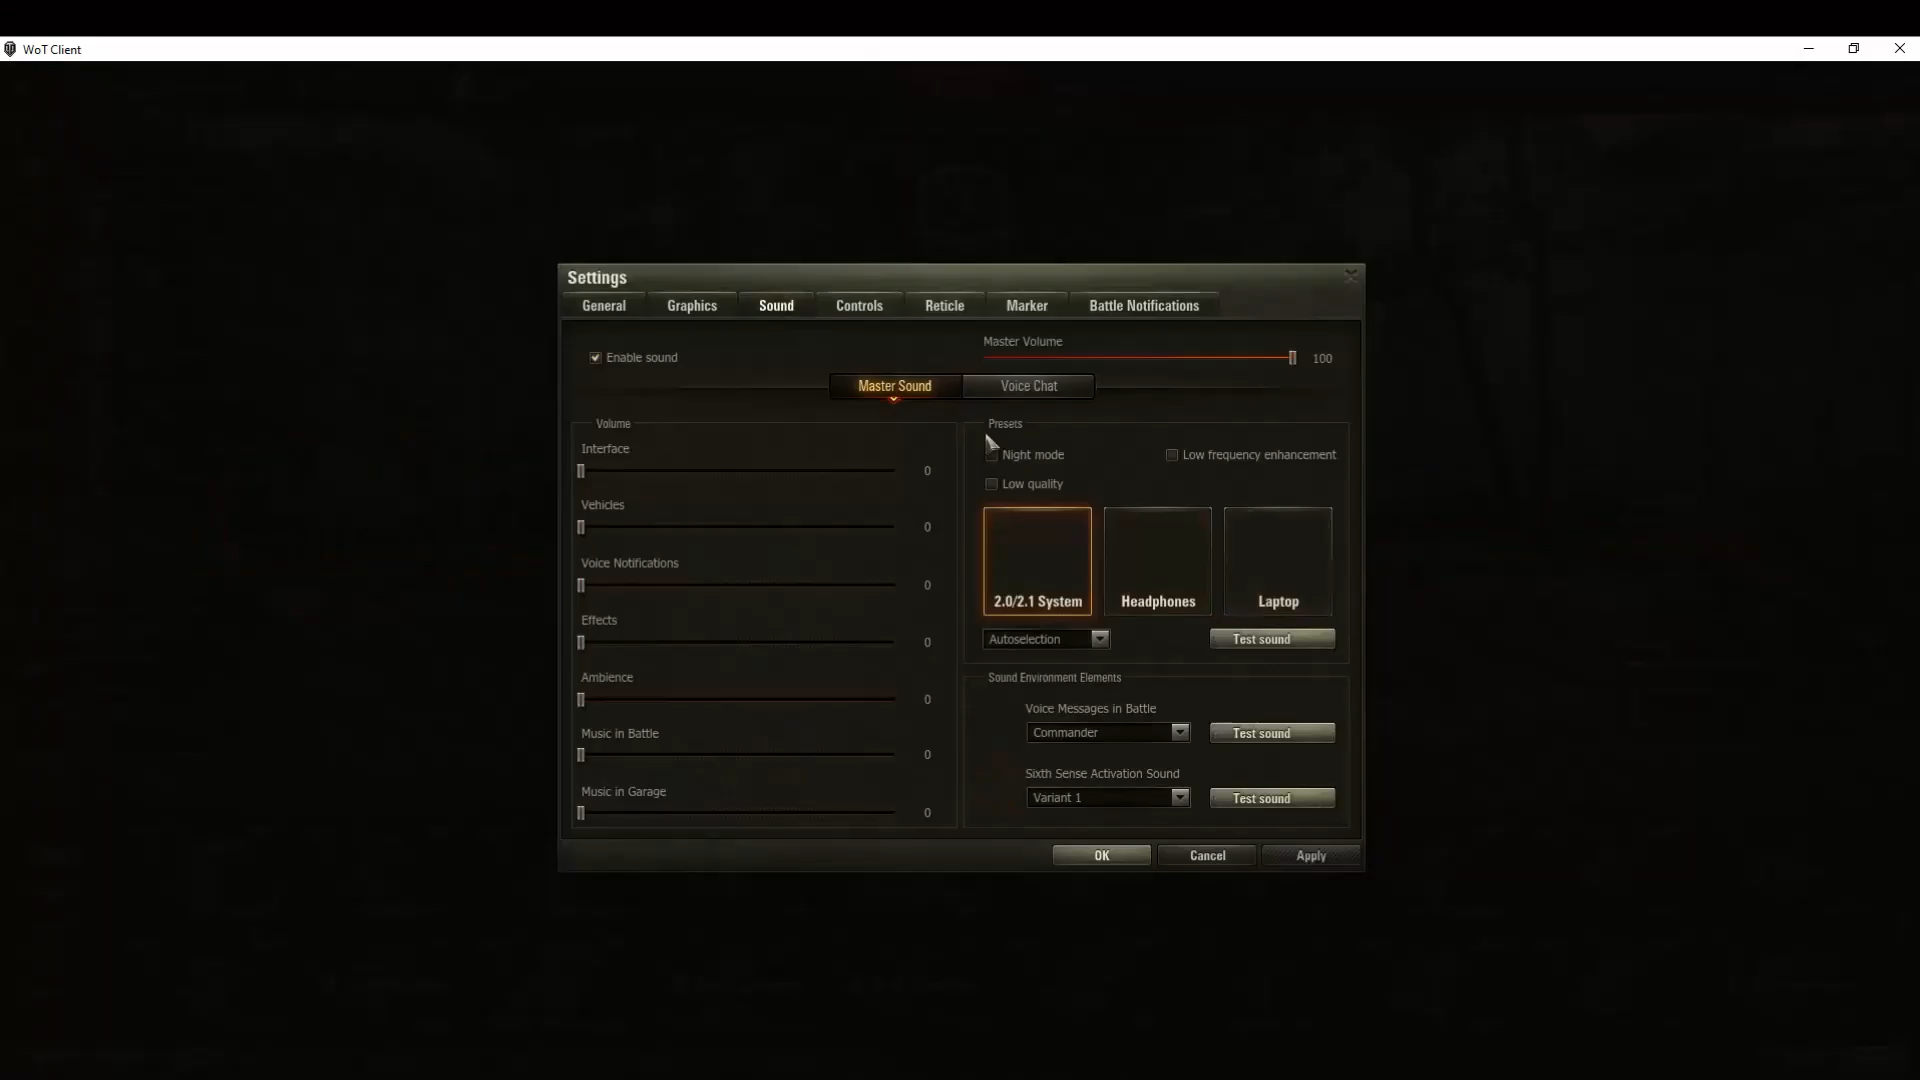 WoT Client
Settings
General Graphics Sound Controls Reticle Marker Battle Notifications
Enable sound
Master Volume
100
Master Sound Voice Chat
Volume
Interface
0
Vehicles
0
Voice Notifications
0
Effects
0
Ambience
0
Music in Battle
0
Music in Garage
0
Presets
Night mode Low frequency enhancement
Low quality
2.0/2.1 System Headphones Laptop
Autoselection Test sound
Sound Environment Elements
Voice Messages in Battle
Commander Test sound
Sixth Sense Activation Sound
Variant 1 Test sound
OK Cancel Apply